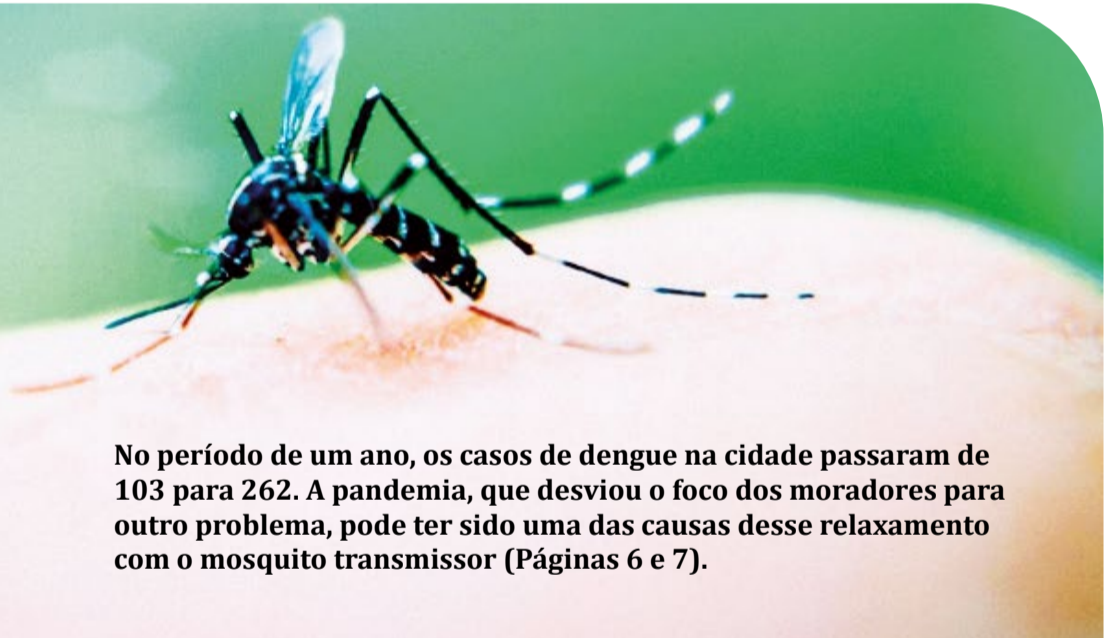 No período de um ano, os casos de dengue na cidade passaram de
103 para 262. A pandemia, que desviou o foco dos moradores para
outro problema, pode ter sido uma das causas desse relaxamento
com o mosquito transmissor (Páginas 6 e 7).